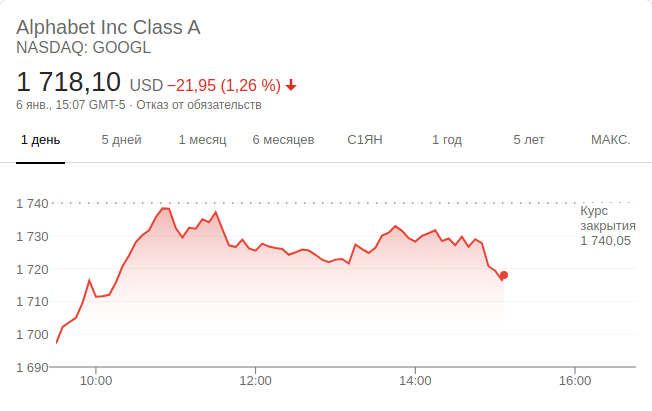 Alphabet Inc Class A
NASDAQ: GOOGL
1 718,10 USD −21,95 (1,26 %)
6 янв., 15:07 GMT-5 · Отказ от обязательств
1 день 5 дней 1 месяц 6 месяцев С1ЯН 1 год 5 лет МАКС.
1 740
Курс
закрытия
1 740,05
1 730
1 720
1 710
1 700
1 690
10:00 12:00 14:00 16:00